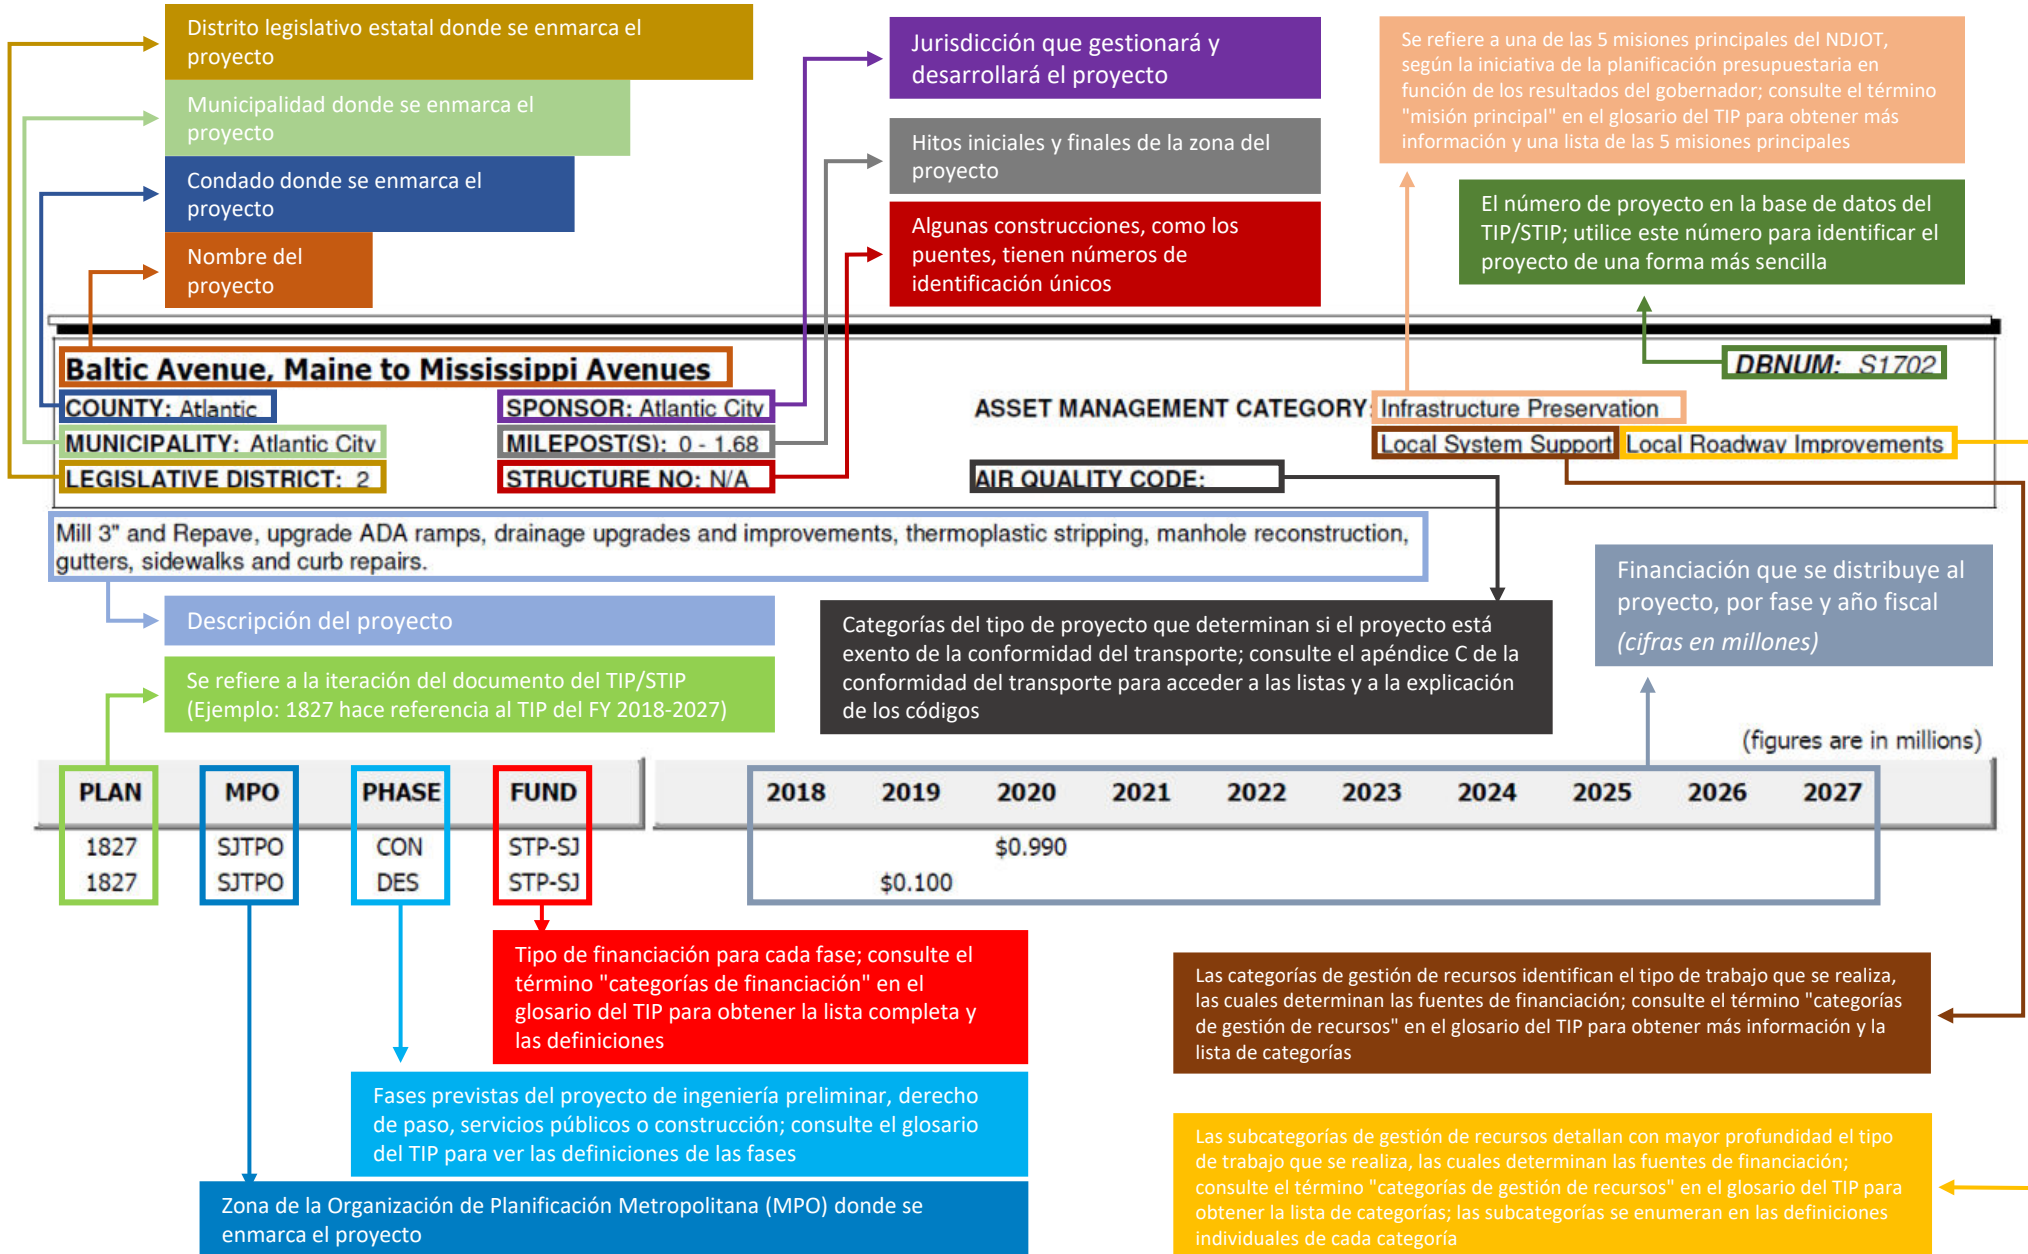 Distrito legislativo estatal donde se enmarca el
proyecto
Municipalidad donde se enmarca el
proyecto
Condado donde se enmarca el
proyecto
Nombre del
proyecto
Jurisdicción que gestionará y
desarrollará el proyecto
Hitos iniciales y finales de la zona del
proyecto
Algunas construcciones, como los
puentes, tienen números de
identificación únicos
Se refiere a una de las 5 misiones principales del NDJOT,
según la iniciativa de la planificación presupuestaria en
función de los resultados del gobernador; consulte el término
"misión principal" en el glosario del TIP para obtener más
información y una lista de las 5 misiones principales
El número de proyecto en la base de datos del
TIP/STIP; utilice este número para identificar el
proyecto de una forma más sencilla
Baltic Avenue, Maine to Mississippi Avenues
DBNUM: S1702
COUNTY: Atlantic
SPONSOR: Atlantic City
ASSET MANAGEMENT CATEGORY: Infrastructure Preservation
MUNICIPALITY: Atlantic City
MILEPOST(S): 0 - 1.68
Local System Support Local Roadway Improvements
LEGISLATIVE DISTRICT: 2
STRUCTURE NO: N/A
AIR QUALITY CODE:
Mill 3" and Repave, upgrade ADA ramps, drainage upgrades and improvements, thermoplastic stripping, manhole reconstruction,
gutters, sidewalks and curb repairs.
Descripción del proyecto
Se refiere a la iteración del documento del TIP/STIP
(Ejemplo: 1827 hace referencia al TIP del FY 2018-2027)
Categorías del tipo de proyecto que determinan si el proyecto está
exento de la conformidad del transporte; consulte el apéndice C de la
conformidad del transporte para acceder a las listas y a la explicación
de los códigos
Financiación que se distribuye al
proyecto, por fase y año fiscal
(cifras en millones)
(figures are in millions)
PLAN MPO PHASE FUND 2018 2019 2020 2021 2022 2023 2024 2025 2026 2027
1827 SJTPO CON STP-SJ $0.990
1827 SJTPO DES STP-SJ $0.100
Tipo de financiación para cada fase; consulte el
término "categorías de financiación" en el
glosario del TIP para obtener la lista completa y
las definiciones
Fases previstas del proyecto de ingeniería preliminar, derecho
de paso, servicios públicos o construcción; consulte el glosario
del TIP para ver las definiciones de las fases
Zona de la Organización de Planificación Metropolitana (MPO) donde se
enmarca el proyecto
Las categorías de gestión de recursos identifican el tipo de trabajo que se realiza,
las cuales determinan las fuentes de financiación; consulte el término "categorías
de gestión de recursos" en el glosario del TIP para obtener más información y la
lista de categorías
Las subcategorías de gestión de recursos detallan con mayor profundidad el tipo
de trabajo que se realiza, las cuales determinan las fuentes de financiación;
consulte el término "categorías de gestión de recursos" en el glosario del TIP para
obtener la lista de categorías; las subcategorías se enumeran en las definiciones
individuales de cada categoría